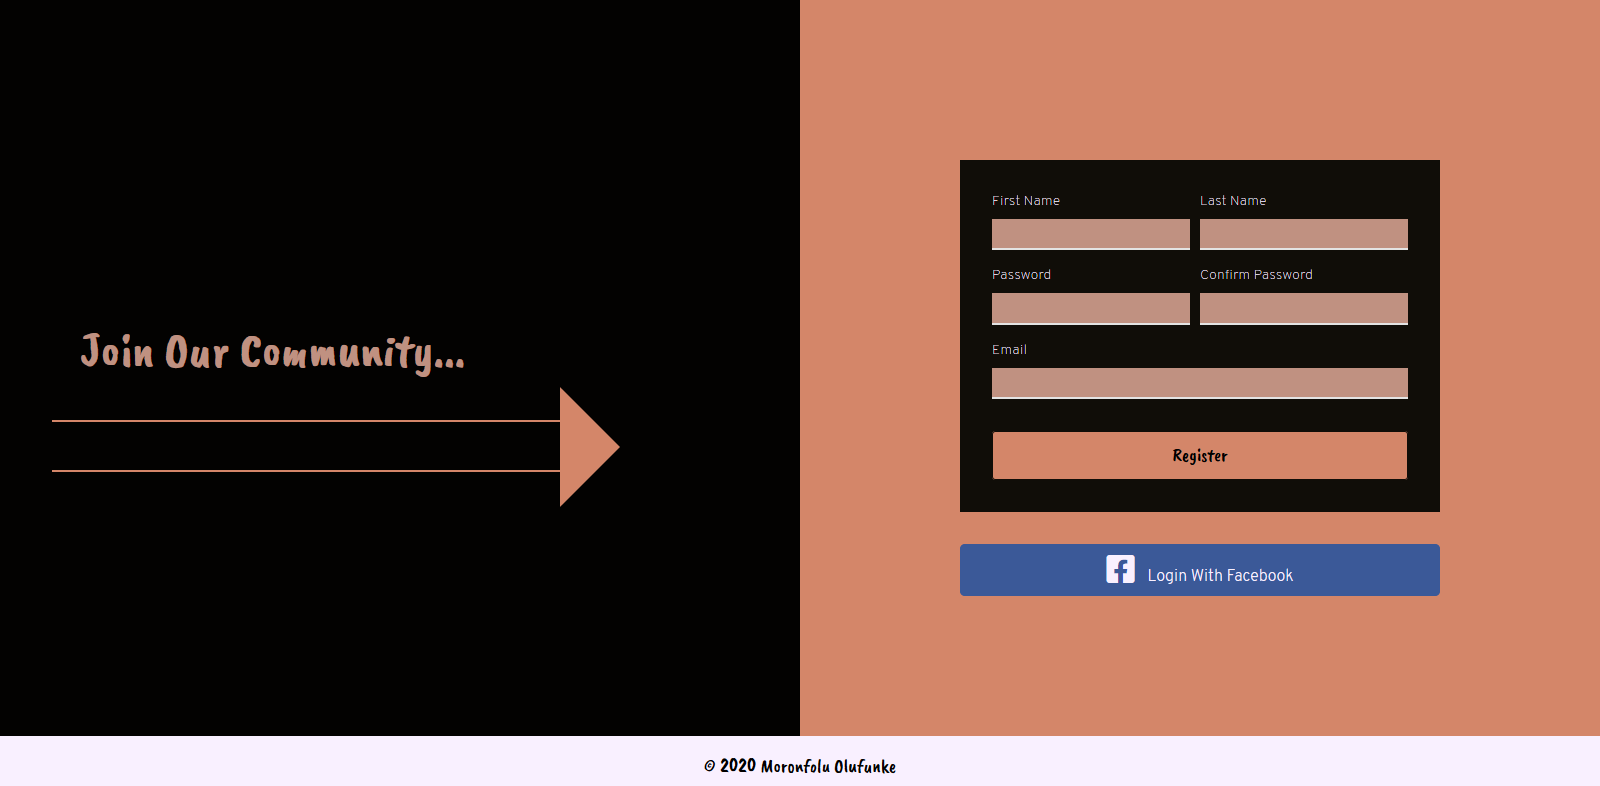 Join Our Community...
First Name
Last Name
Password
Confirm Password
Email
Register
Login With Facebook
© 2020 Moronfolu Olufunke